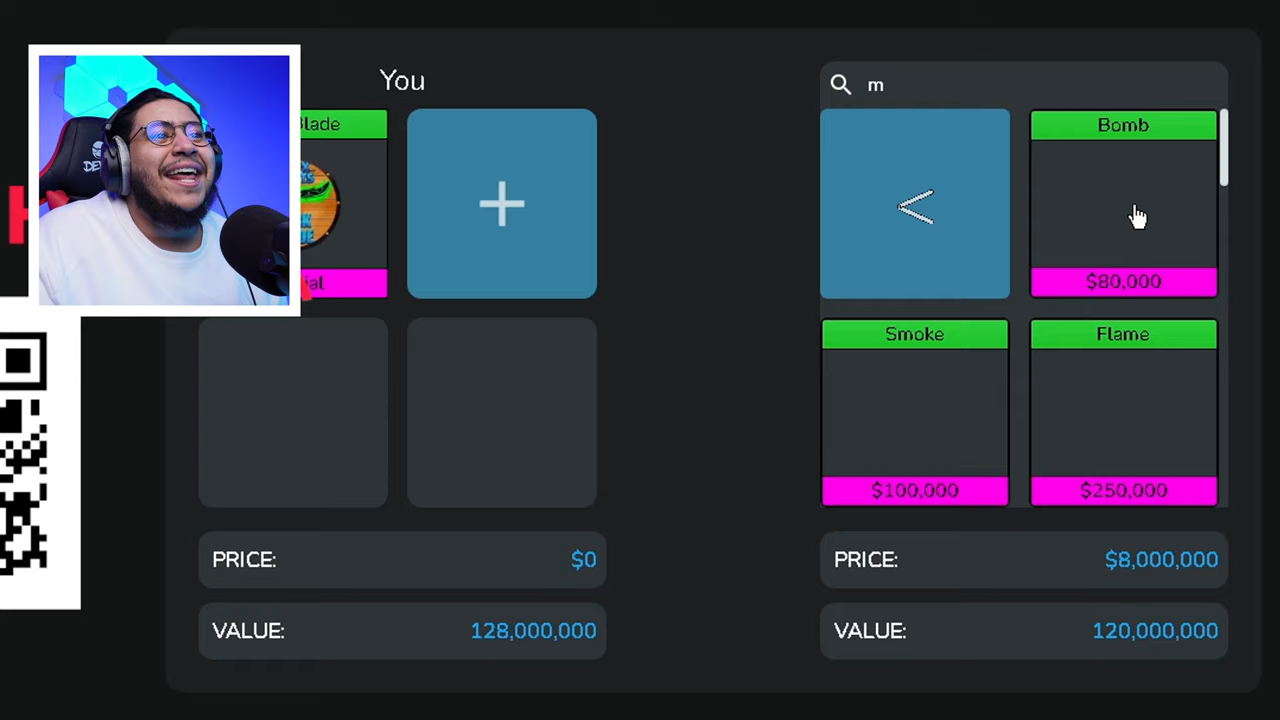 You
m
Blade
Bomb
$80,000
Smoke
Flame
$100,000
$250,000
PRICE:
$0
PRICE:
$8,000,000
VALUE:
128,000,000
VALUE:
120,000,000